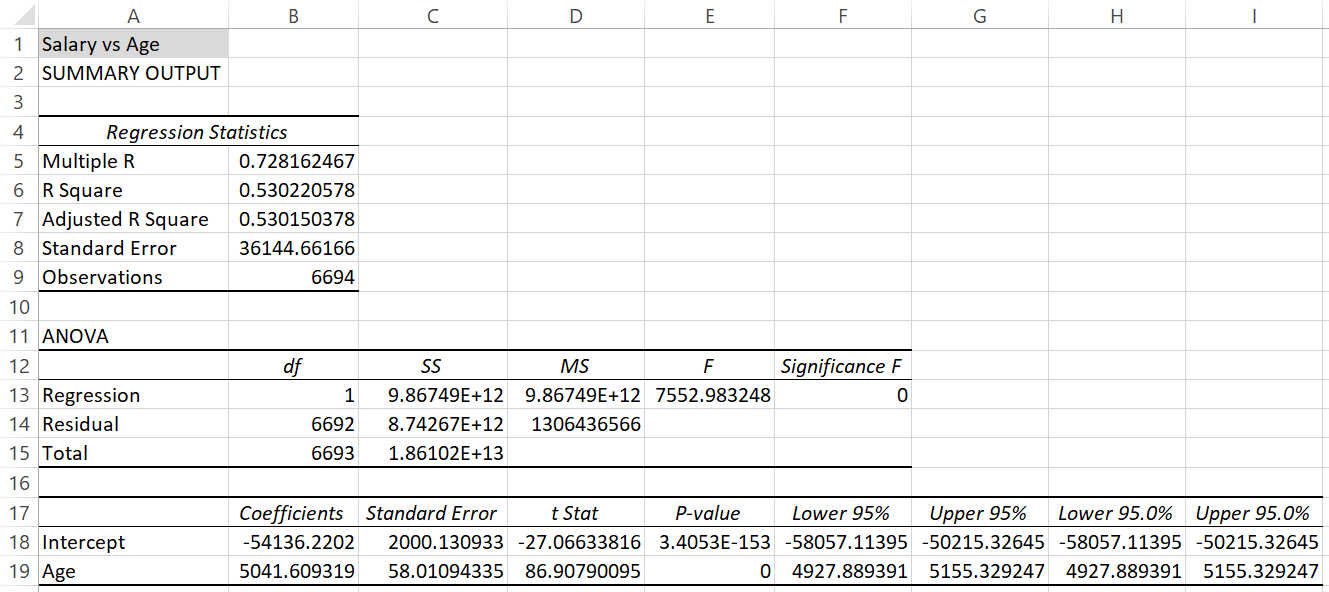 A B C D E F G H I
1 Salary vs Age
2 SUMMARY OUTPUT
3
4 Regression Statistics
5 Multiple R 0.728162467
6 R Square 0.530220578
7 Adjusted R Square 0.530150378
8 Standard Error 36144.66166
9 Observations 6694
10
11 ANOVA
12 df SS MS F Significance F
13 Regression 1 9.86749E+12 9.86749E+12 7552.983248 0
14 Residual 6692 8.74267E+12 1306436566
15 Total 6693 1.86102E+13
16
17 Coefficients Standard Error t Stat P-value Lower 95% Upper 95% Lower 95.0% Upper 95.0%
18 Intercept -54136.2202 2000.130933 -27.06633816 3.4053E-153 -58057.11395 -50215.32645 -58057.11395 -50215.32645
19 Age 5041.609319 58.01094335 86.90790095 0 4927.889391 5155.329247 4927.889391 5155.329247